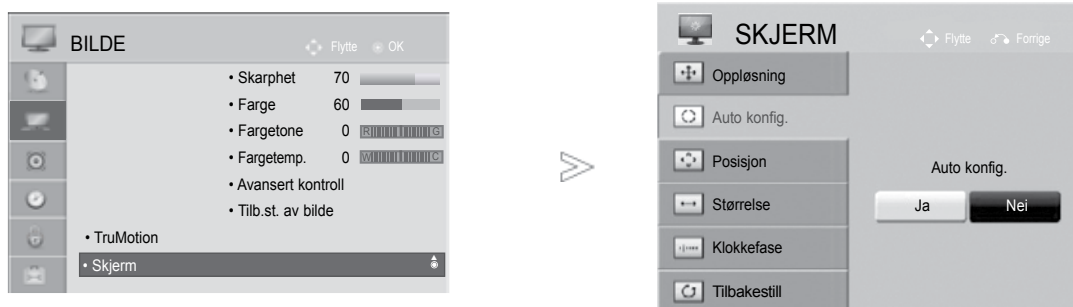 BILDE
Flytte OK
• Skarphet 70
• Farge 60
• Fargetone 0 R G
• Fargetemp. 0 W C
• Avansert kontroll
• Tilb.st. av bilde
• TruMotion
• Skjerm
SKJERM
Flytte Forrige
Oppløsning
Auto konfig.
Posisjon
Størrelse
Klokkefase
Tilbakestill
Auto konfig.
Ja Nei